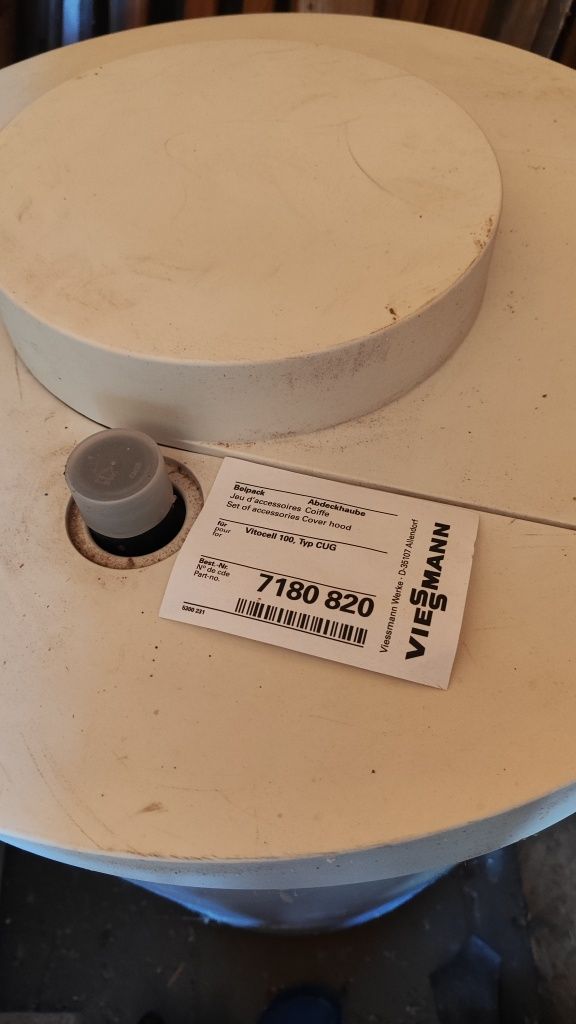 Beipack Abdeckhaube
Jeu d'accessoires Coiffe
Set of accessories Cover hood
für
pour
for
Vitocell 100, Typ CUG
Best.-Nr.
N° de cde
Part-no.
7180 820
5300 231
Viessmann Werke · D-35107 Allendorf
VIESSMANN